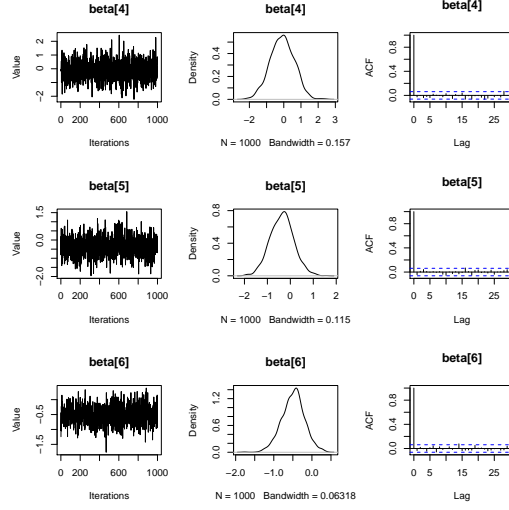 beta[4] beta[4] beta[4]
Value
2
0
−2
0 600 1000
Iterations
Density
0.4
0.2
0.0
−2 0 1 2 3
N = 1000 Bandwidth = 0.157
ACF
0.8
0.4
0.0
0 5 15 25
Lag
beta[5] beta[5] beta[5]
Value
1.5
0.0
−2.0
0 600 1000
Iterations
Density
0.8
0.4
0.0
−2 −1 0 1 2
N = 1000 Bandwidth = 0.115
ACF
0.8
0.4
0.0
0 5 15 25
Lag
beta[6] beta[6] beta[6]
Value
−0.5
−1.5
0 600 1000
Iterations
Density
1.2
0.6
0.0
−2.0 −1.0 0.0
N = 1000 Bandwidth = 0.06318
ACF
0.8
0.4
0.0
0 5 15 25
Lag